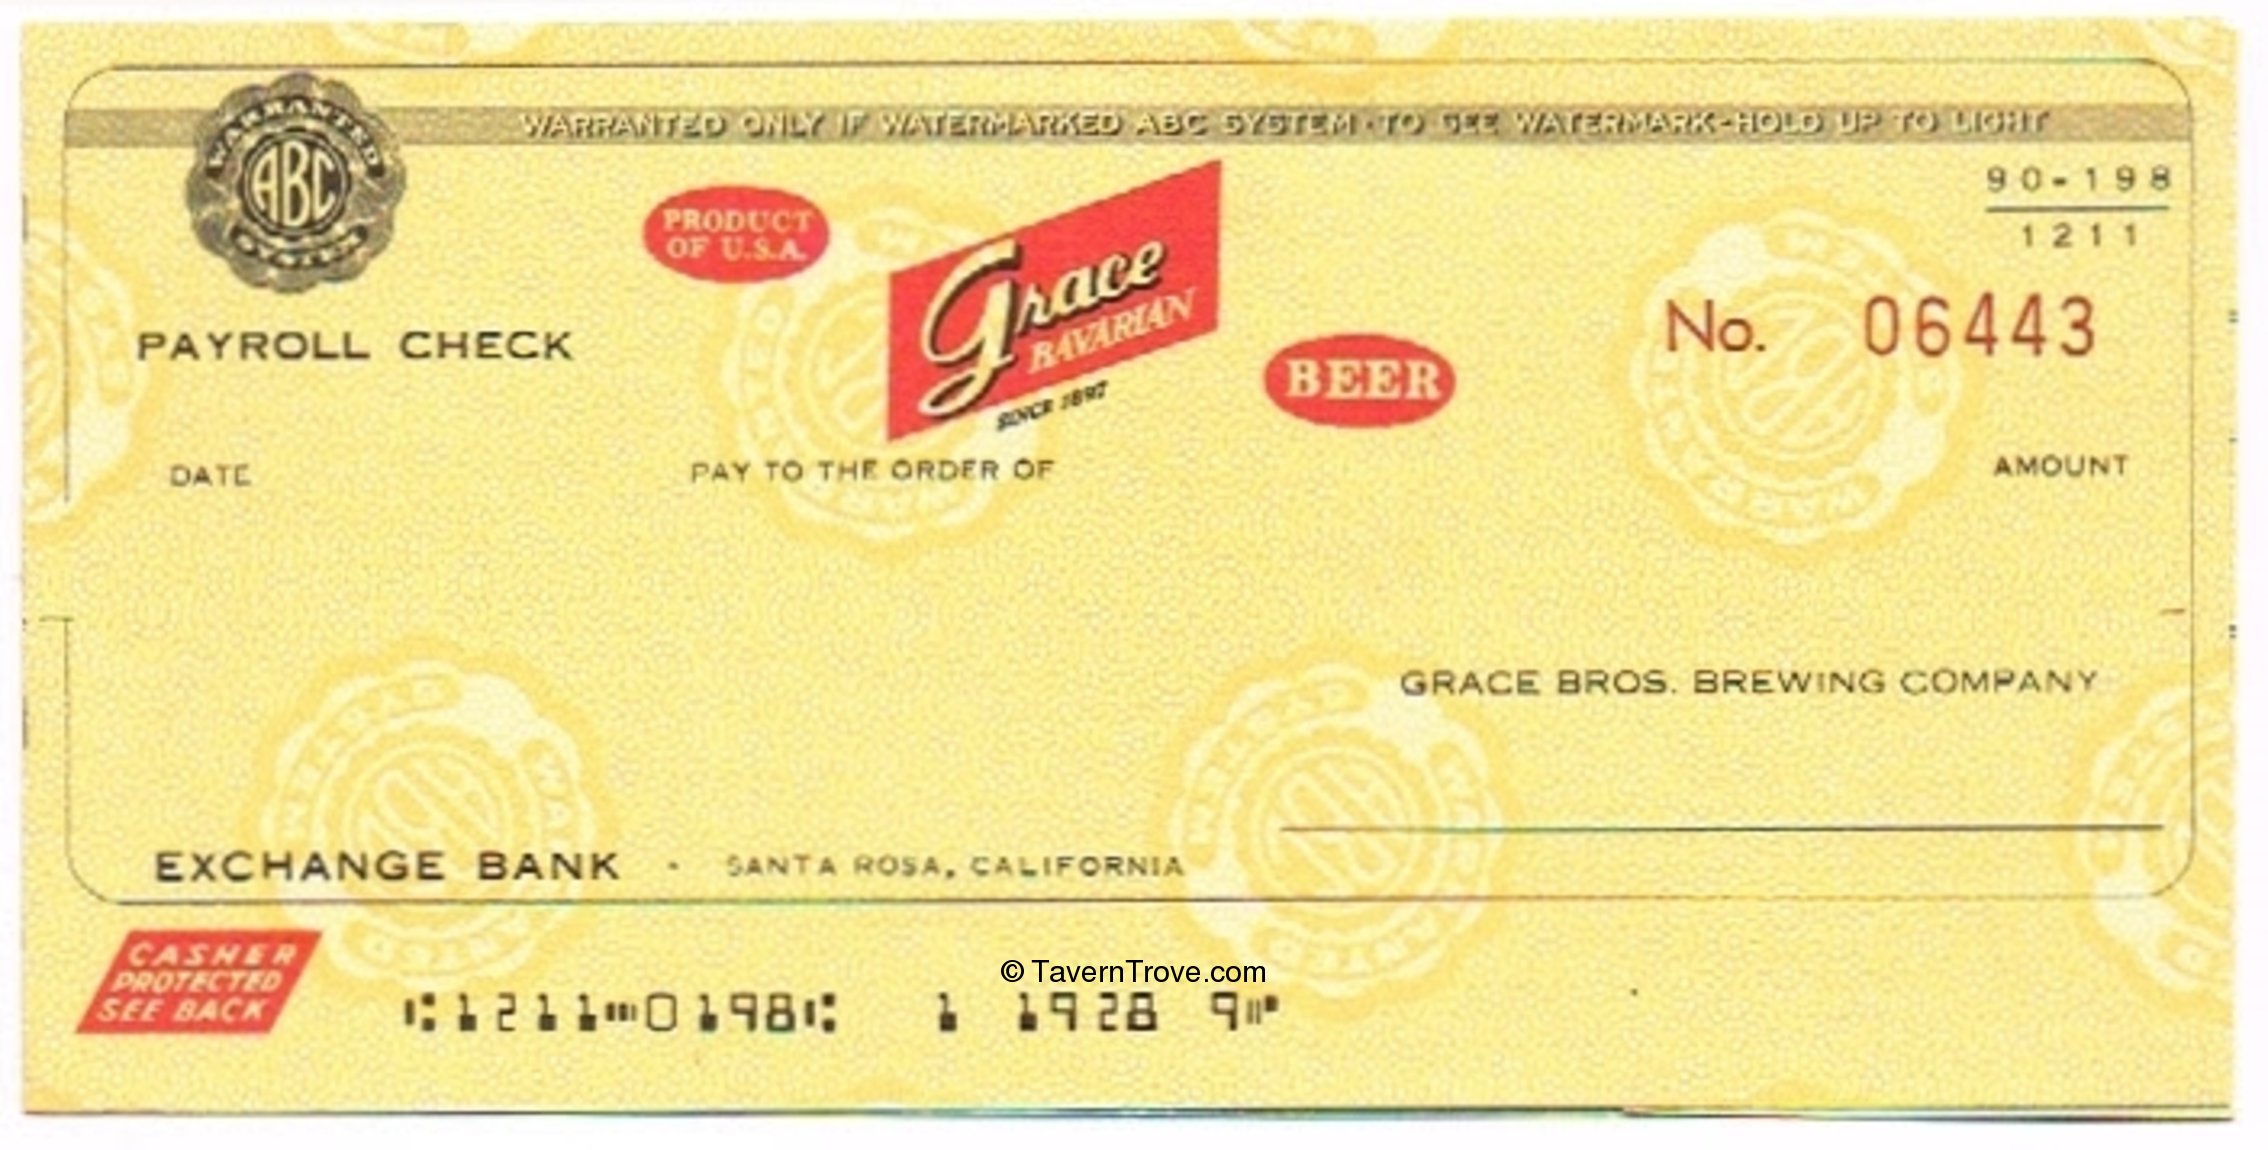 WARRANTED
ABC
SYSTEM
WARRANTED ONLY IF WATERMARKED ABC SYSTEM · TO SEE WATERMARK - HOLD UP TO LIGHT
90-198
1211
PRODUCT
OF U.S.A.
Grace
BAVARIAN
SINCE 1897
BEER
PAYROLL CHECK
No. 06443
DATE
PAY TO THE ORDER OF
AMOUNT
GRACE BROS. BREWING COMPANY
EXCHANGE BANK · SANTA ROSA, CALIFORNIA
CASHER
PROTECTED
SEE BACK
© TavernTrove.com
⑆1211⑉0198⑆ 1 1928 9⑈